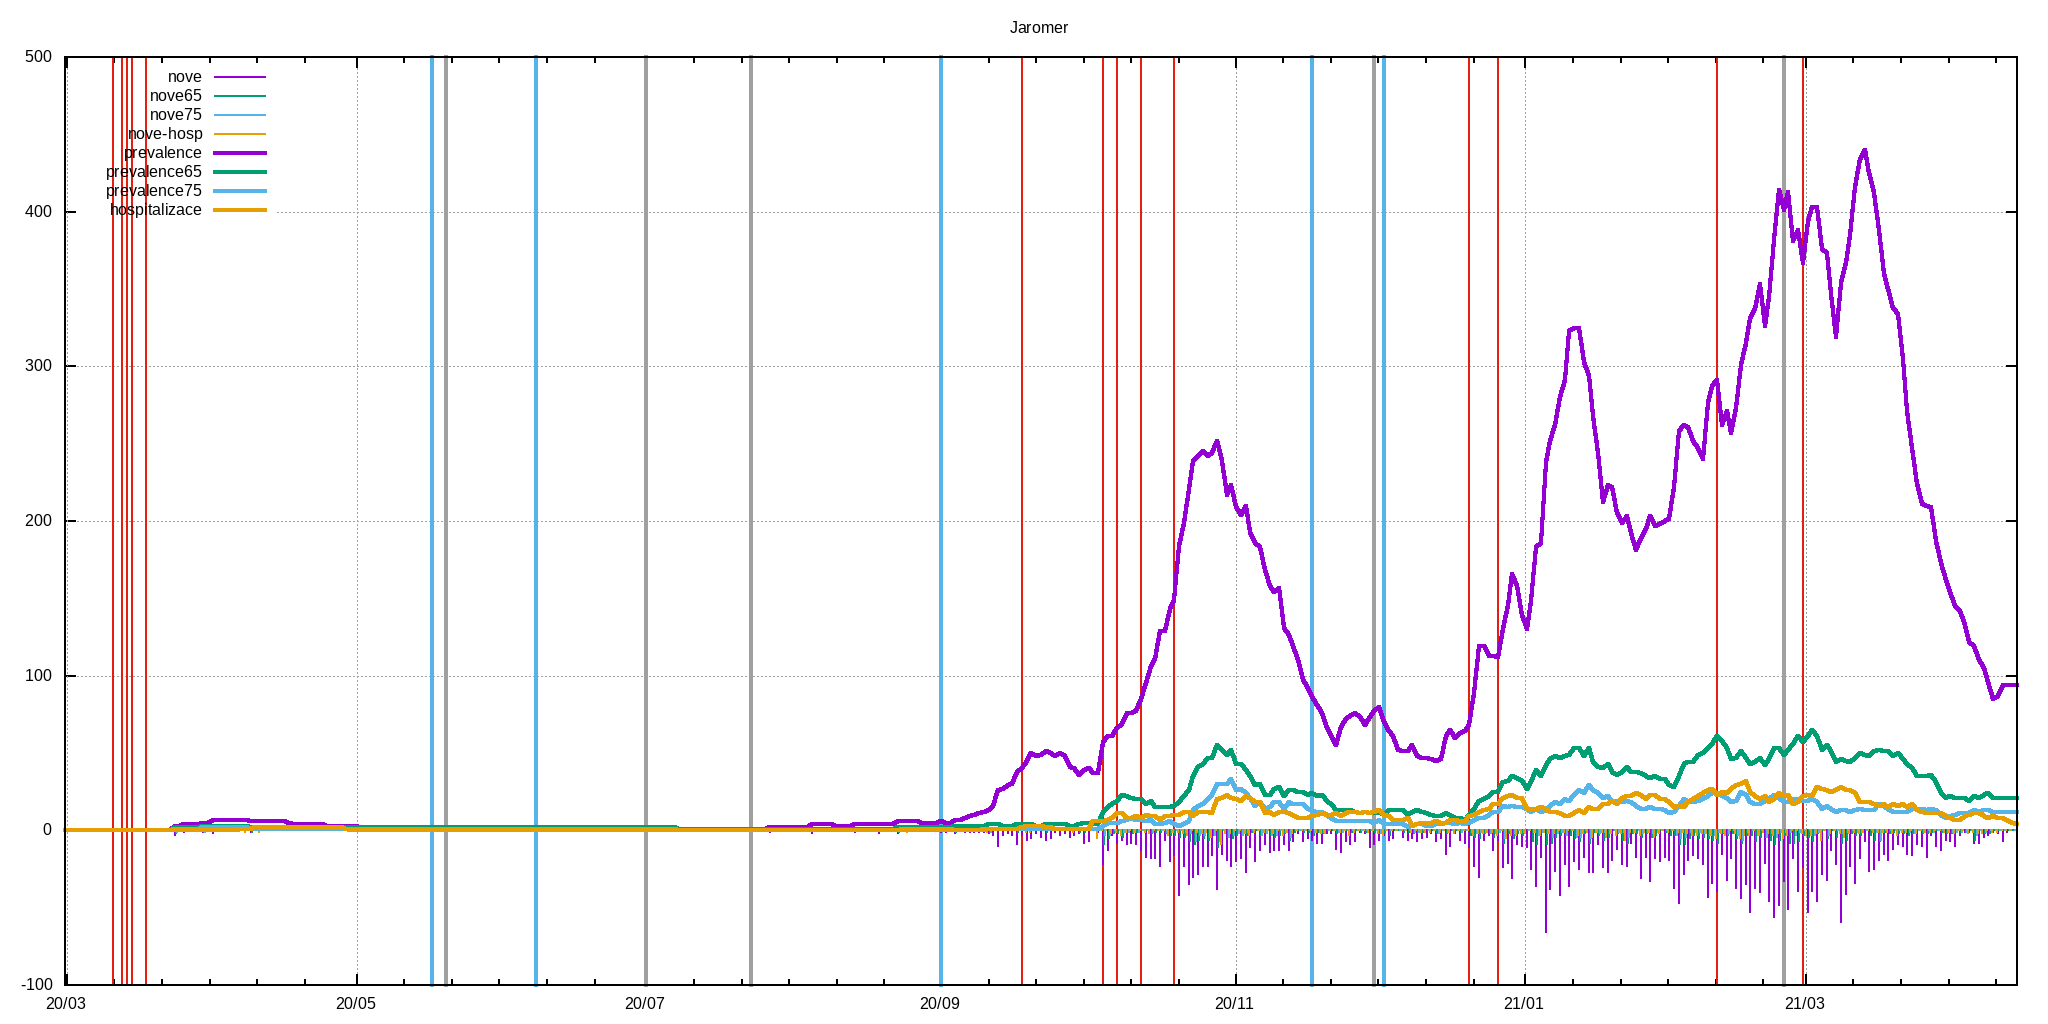 Jaromer
500
400
300
200
100
0
-100
nove
nove65
nove75
nove-hosp
prevalence
prevalence65
prevalence75
hospitalizace
20/03
20/05
20/07
20/09
20/11
21/01
21/03